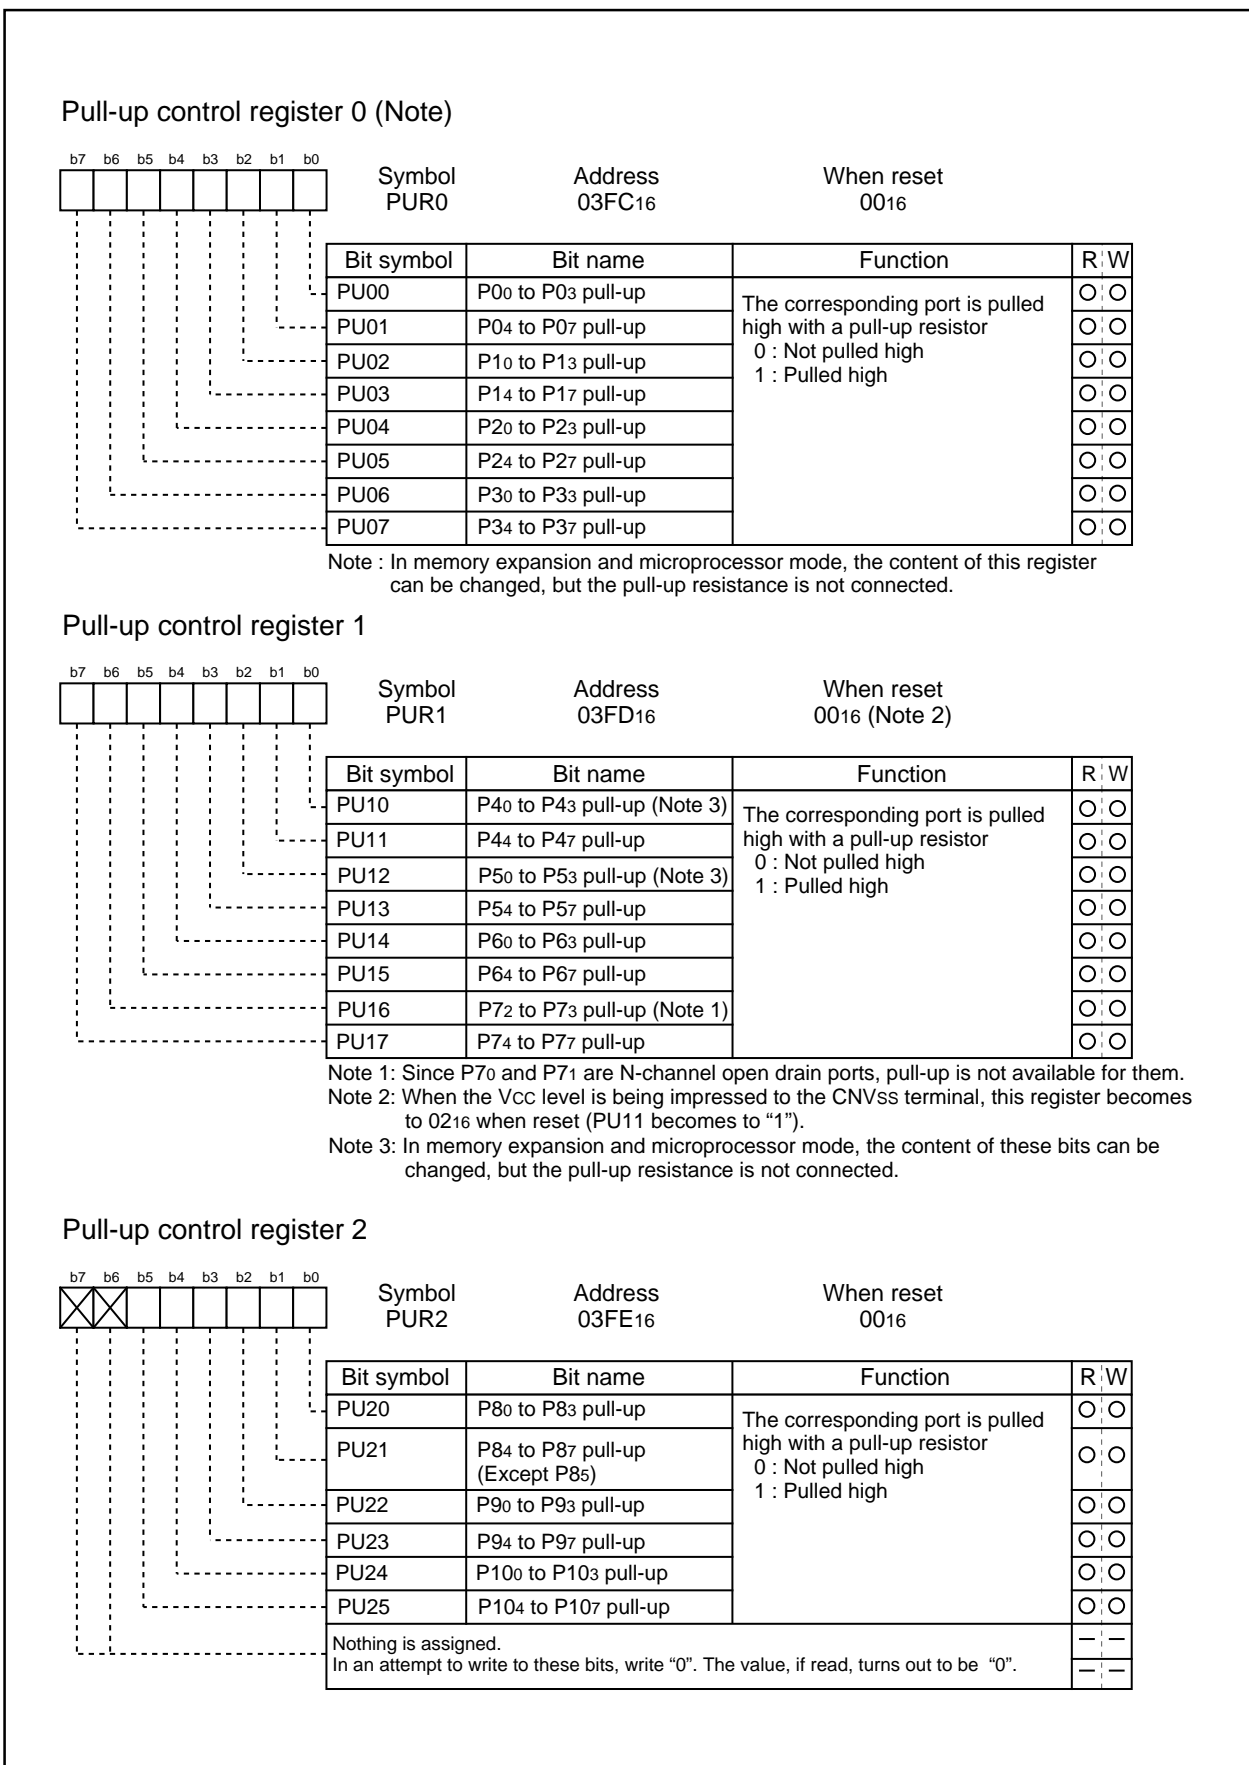 Pull-up control register 0 (Note)
b7 b6 b5 b4 b3 b2 b1 b0
Symbol Address When reset
PUR0 03FC16 0016
Bit symbol Bit name Function R W
PU00 P00 to P03 pull-up
The corresponding port is pulled
PU01 P04 to P07 pull-up high with a pull-up resistor
0 : Not pulled high
PU02 P10 to P13 pull-up
1 : Pulled high
PU03 P14 to P17 pull-up
PU04 P20 to P23 pull-up
PU05 P24 to P27 pull-up
PU06 P30 to P33 pull-up
PU07 P34 to P37 pull-up
Note : In memory expansion and microprocessor mode, the content of this register
can be changed, but the pull-up resistance is not connected.
Pull-up control register 1
b7 b6 b5 b4 b3 b2 b1 b0
Symbol Address When reset
PUR1 03FD16 0016 (Note 2)
Bit symbol Bit name Function R W
PU10 P40 to P43 pull-up (Note 3)
The corresponding port is pulled
PU11 P44 to P47 pull-up high with a pull-up resistor
0 : Not pulled high
PU12 P50 to P53 pull-up (Note 3)
1 : Pulled high
PU13 P54 to P57 pull-up
PU14 P60 to P63 pull-up
PU15 P64 to P67 pull-up
PU16 P72 to P73 pull-up (Note 1)
PU17 P74 to P77 pull-up
Note 1: Since P70 and P71 are N-channel open drain ports, pull-up is not available for them.
Note 2: When the VCC level is being impressed to the CNVSS terminal, this register becomes
to 0216 when reset (PU11 becomes to “1”).
Note 3: In memory expansion and microprocessor mode, the content of these bits can be
changed, but the pull-up resistance is not connected.
Pull-up control register 2
b7 b6 b5 b4 b3 b2 b1 b0
Symbol Address When reset
PUR2 03FE16 0016
Bit symbol Bit name Function R W
PU20 P80 to P83 pull-up
The corresponding port is pulled
PU21 P84 to P87 pull-up high with a pull-up resistor
(Except P85) 0 : Not pulled high
1 : Pulled high
PU22 P90 to P93 pull-up
PU23 P94 to P97 pull-up
PU24 P100 to P103 pull-up
PU25 P104 to P107 pull-up
Nothing is assigned.
In an attempt to write to these bits, write “0”. The value, if read, turns out to be “0”.